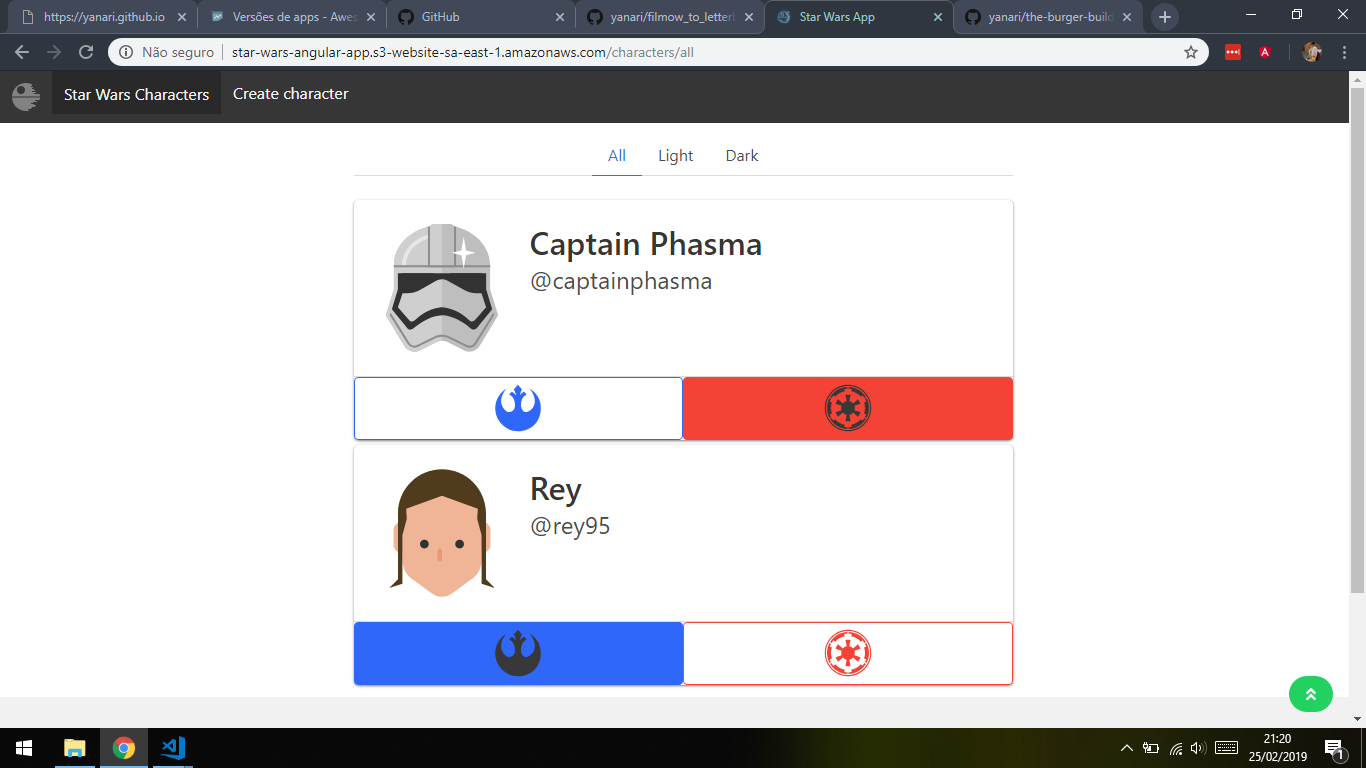 https://yanari.github.io
Versões de apps - Awes
GitHub
yanari/filmow_to_letterl
Star Wars App
yanari/the-burger-build
Não seguro
star-wars-angular-app.s3-website-sa-east-1.amazonaws.com/characters/all
Star Wars Characters
Create character
All
Light
Dark
Captain Phasma
@captainphasma
Rey
@rey95
21:20
25/02/2019
1